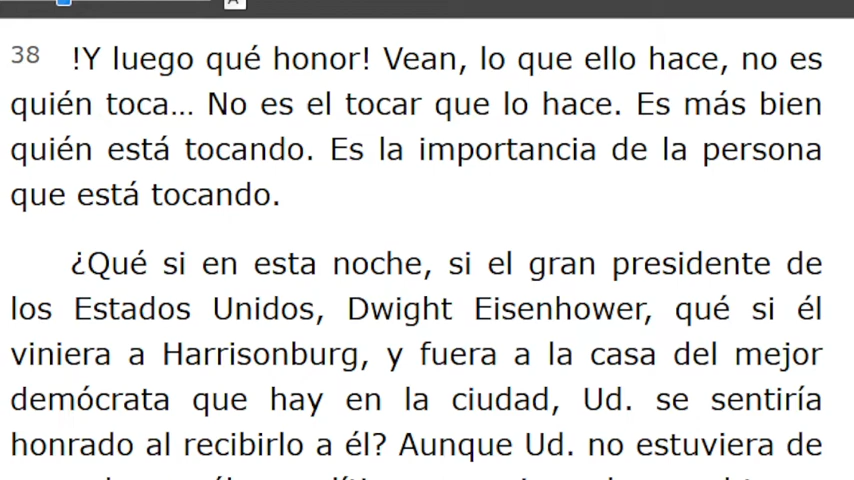 38 !Y luego qué honor! Vean, lo que ello hace, no es
quién toca... No es el tocar que lo hace. Es más bien
quién está tocando. Es la importancia de la persona
que está tocando.
¿Qué si en esta noche, si el gran presidente de
los Estados Unidos, Dwight Eisenhower, qué si él
viniera a Harrisonburg, y fuera a la casa del mejor
demócrata que hay en la ciudad, Ud. se sentiría
honrado al recibirlo a él? Aunque Ud. no estuviera de